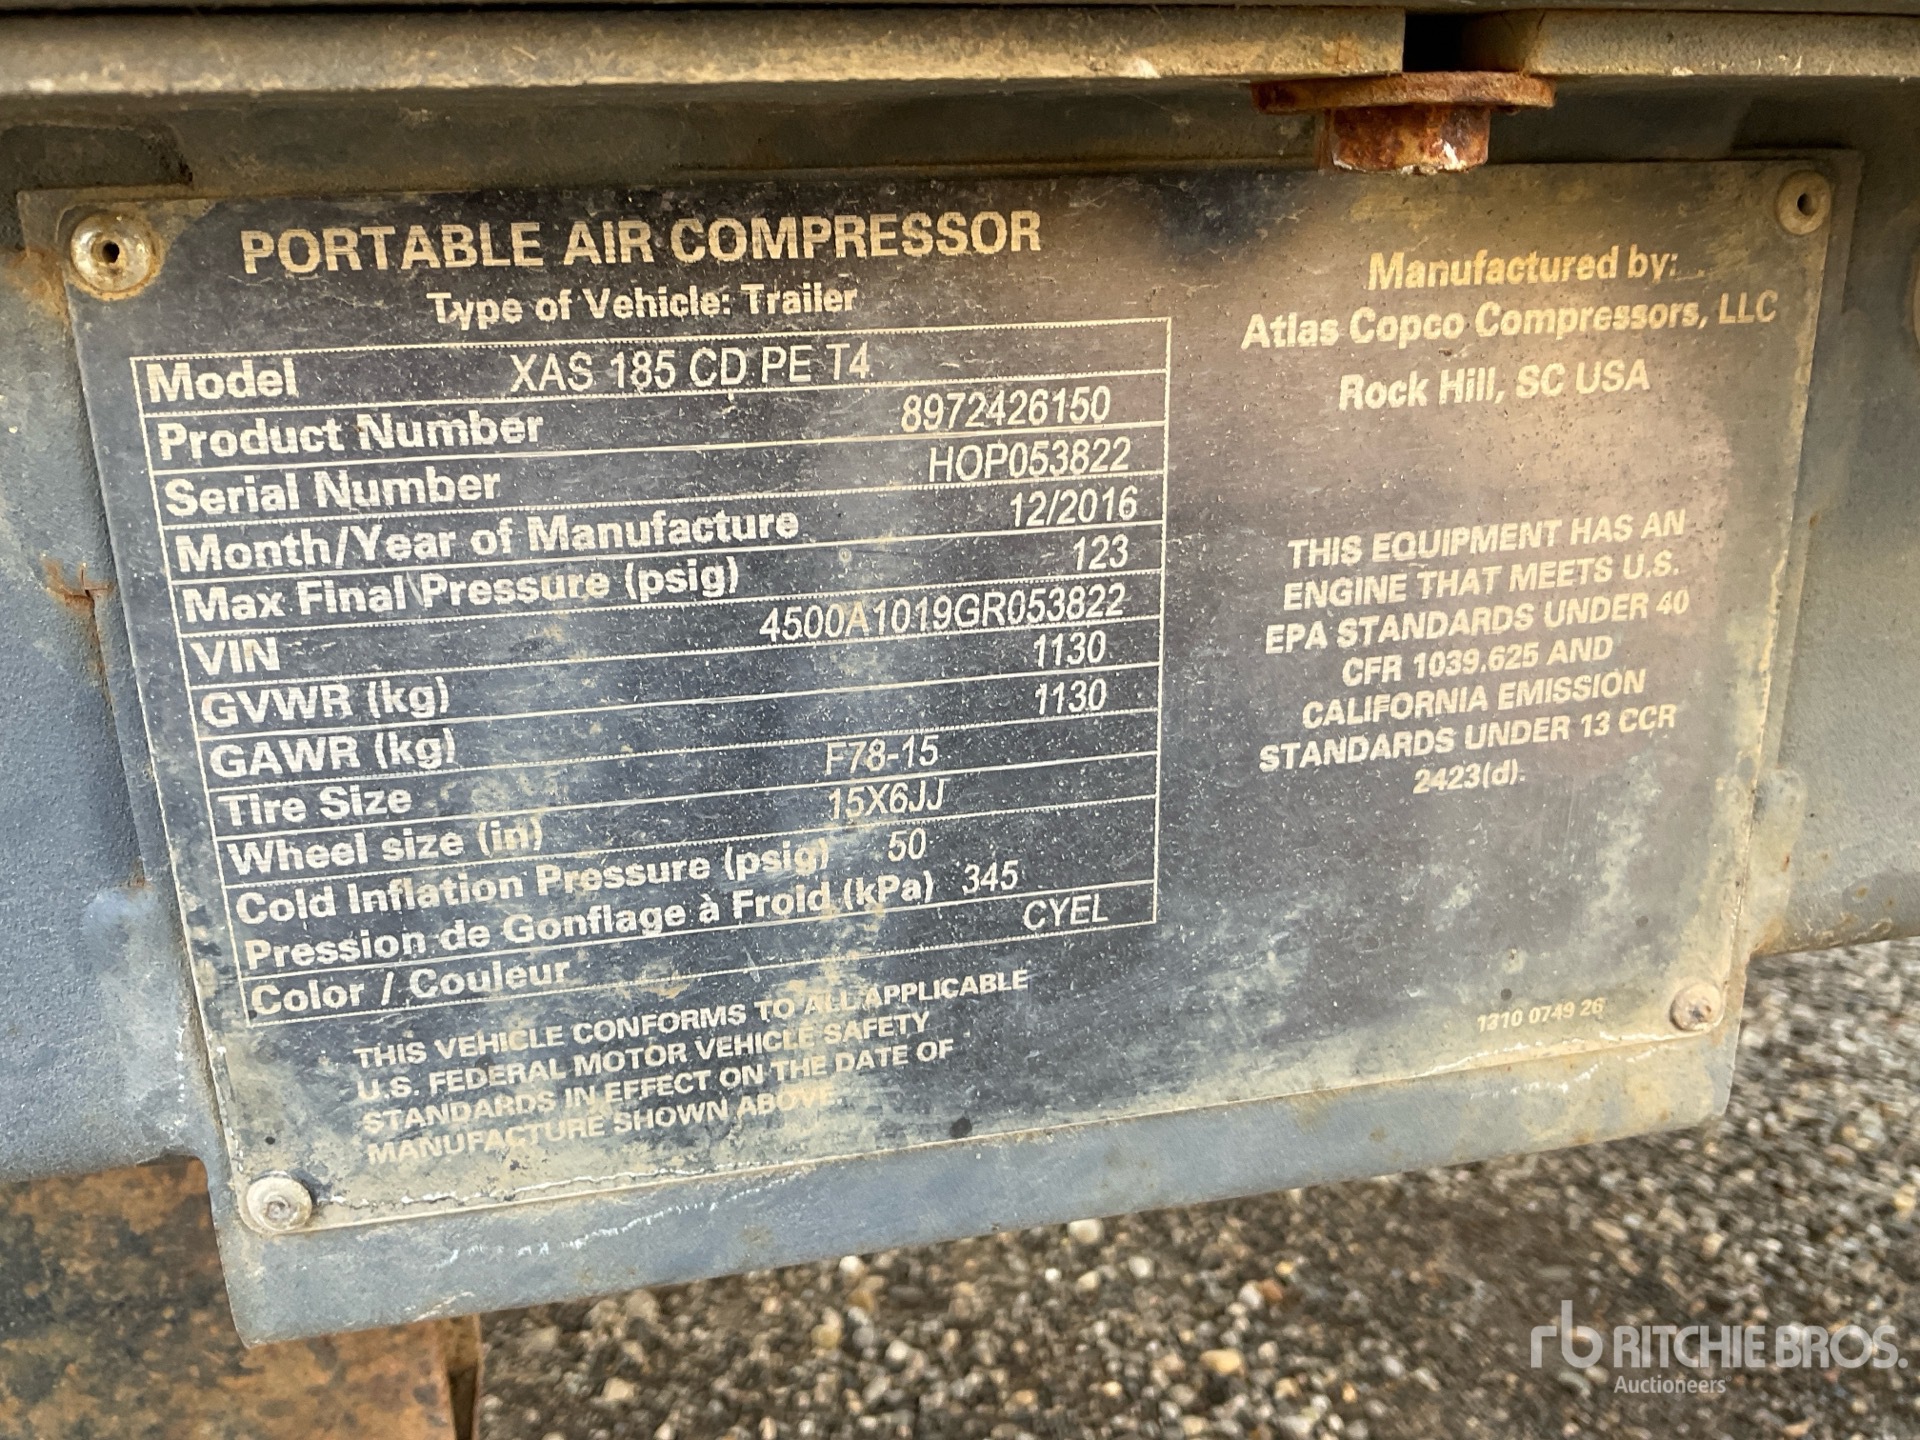 PORTABLE AIR COMPRESSOR
Type of Vehicle: Trailer
Model XAS 185 CD PE T4
Product Number 8972426150
Serial Number HOP053822
Month/Year of Manufacture 12/2016
Max Final Pressure (psig) 123
VIN 4500A1019GR053822
GVWR (kg) 1130
GAWR (kg) 1130
Tire Size F78-15
Wheel size (in) 15X6JJ
Cold Inflation Pressure (psig) 50
Pression de Gonflage à Froid (kPa) 345
Color / Couleur CYEL
THIS VEHICLE CONFORMS TO ALL APPLICABLE
U.S. FEDERAL MOTOR VEHICLE SAFETY
STANDARDS IN EFFECT ON THE DATE OF
MANUFACTURE SHOWN ABOVE.
Manufactured by:
Atlas Copco Compressors, LLC
Rock Hill, SC USA
THIS EQUIPMENT HAS AN
ENGINE THAT MEETS U.S.
EPA STANDARDS UNDER 40
CFR 1039.625 AND
CALIFORNIA EMISSION
STANDARDS UNDER 13 CCR
2423(d).
1310 0749 26
rb RITCHIE BROS.
Auctioneers